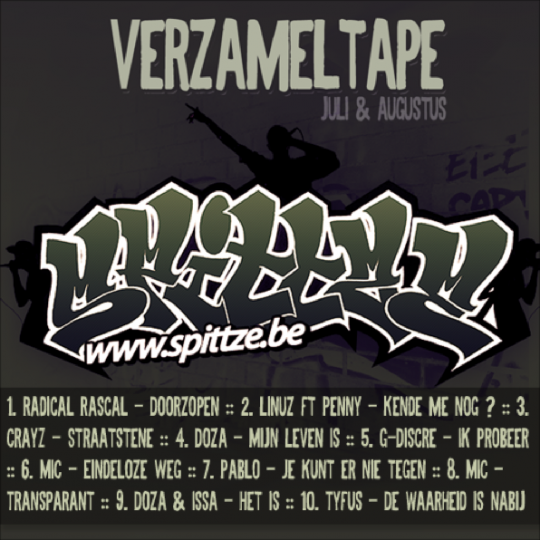 VERZAMELTAPE
JULI & AUGUSTUS
SPITTZE
www.spittze.be
1. RADICAL RASCAL - DOORZOPEN :: 2. LINUZ FT PENNY - KENDE ME NOG ? :: 3.
CRAYZ - STRAATSTENE :: 4. DOZA - MIJN LEVEN IS :: 5. G-DISCRE - IK PROBEER
:: 6. MIC - EINDELOZE WEG :: 7. PABLO - JE KUNT ER NIE TEGEN :: 8. MIC -
TRANSPARANT :: 9. DOZA & ISSA - HET IS :: 10. TYFUS - DE WAARHEID IS NABIJ